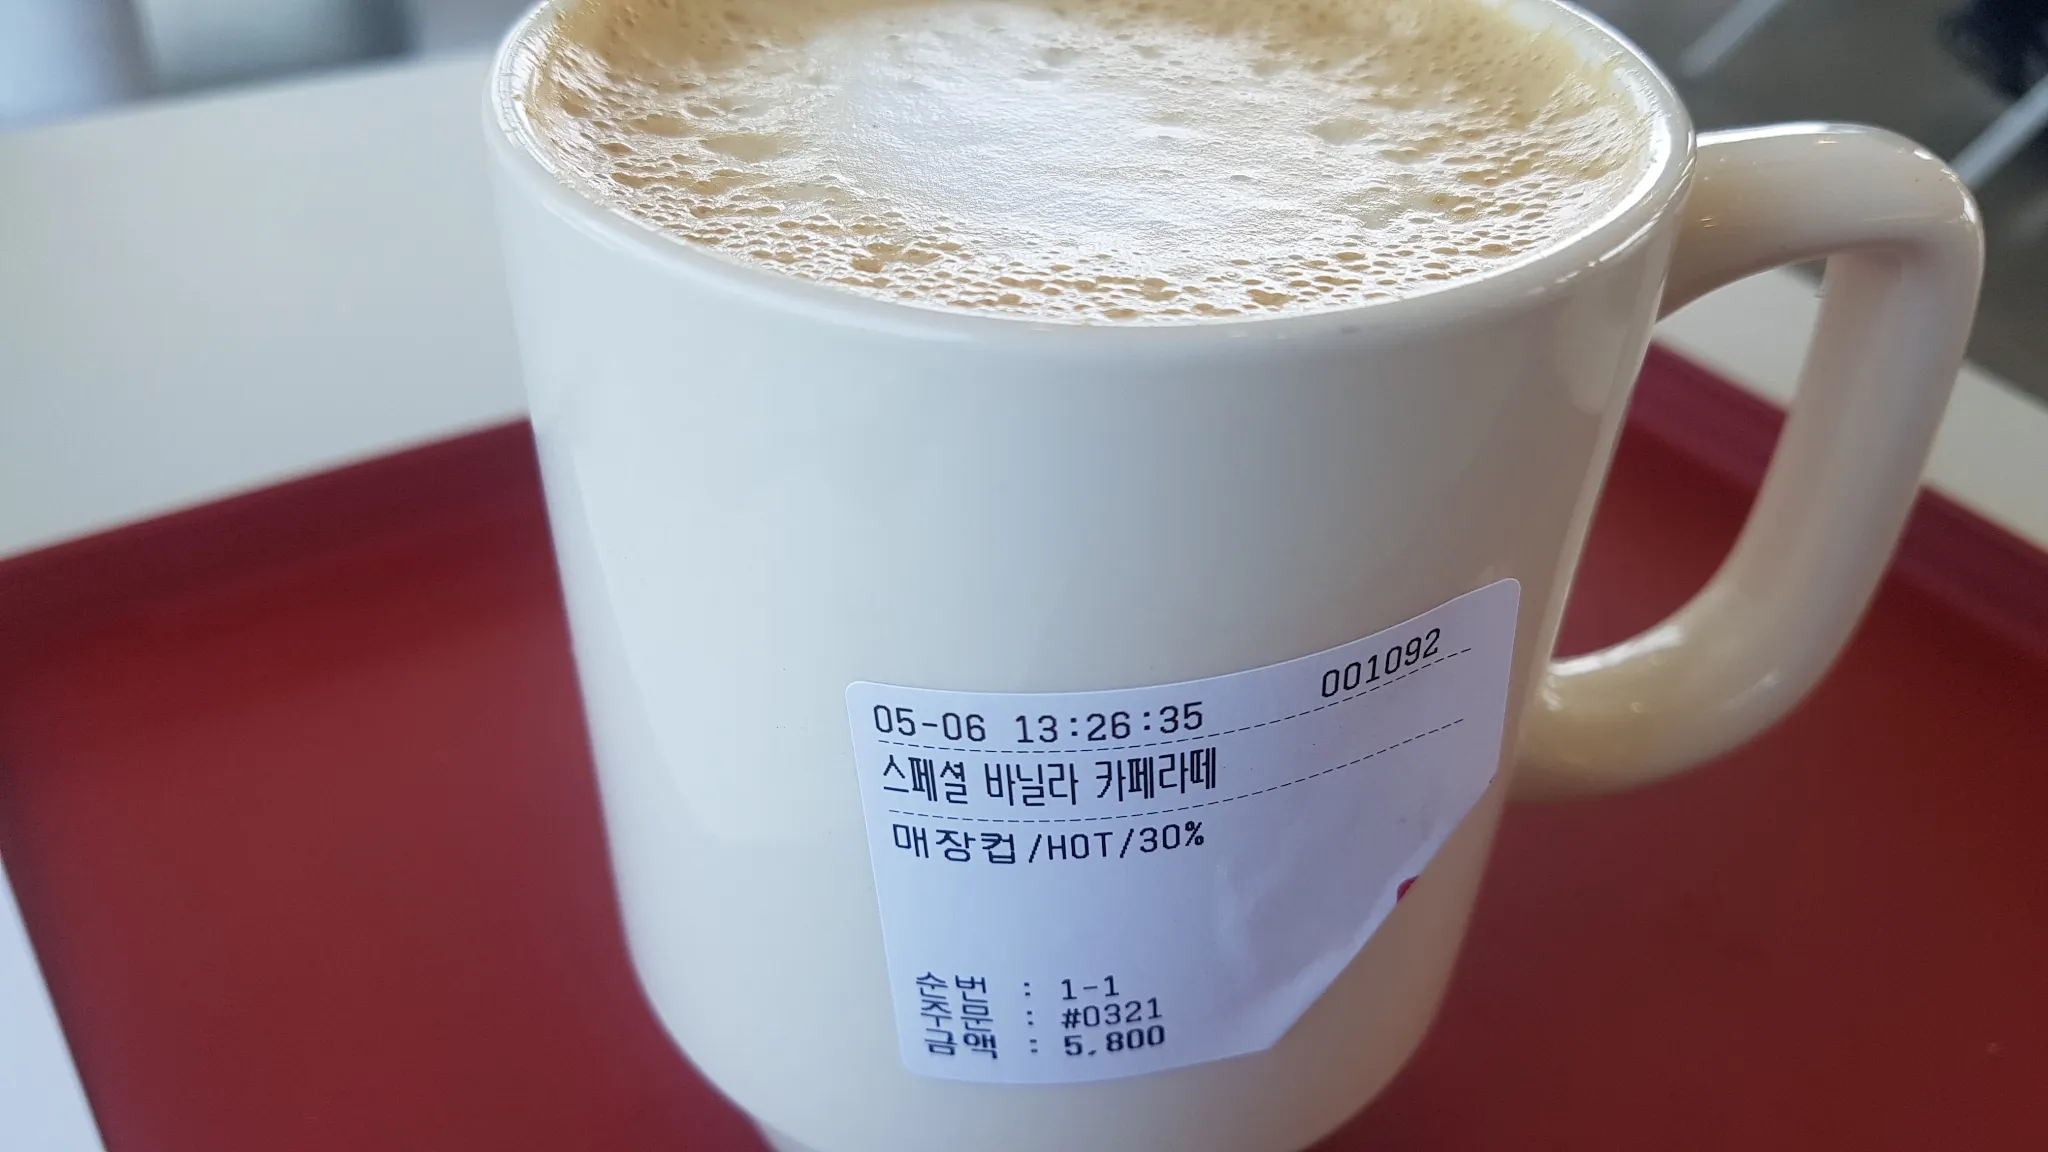 001092
05-06 13:26:35
스페셜 바닐라 카페라떼
매장컵/HOT/30%
순번 : 1-1
주문 : #0321
금액 : 5,800